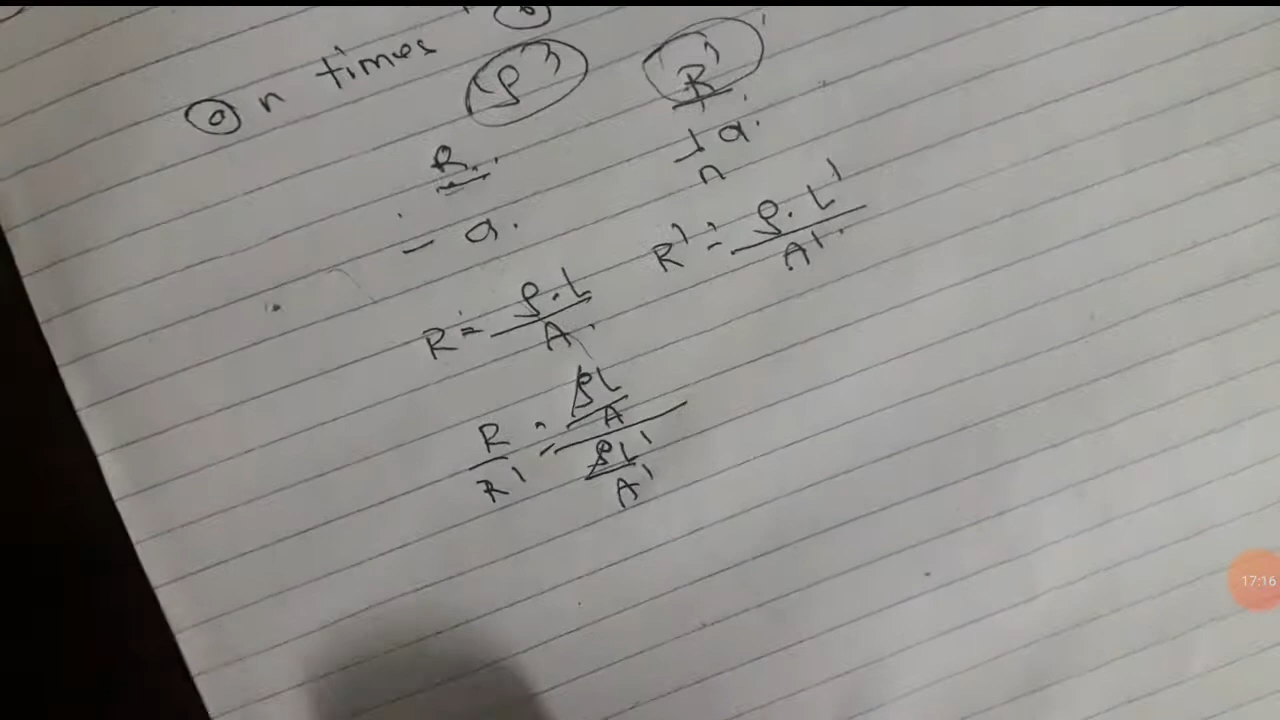 n times
ρ' R'
R 1/n a.
- a.
R = ρ.L/A R' = ρ.L'/A'
R/R' = ρL/A / ρL'/A'
17:16